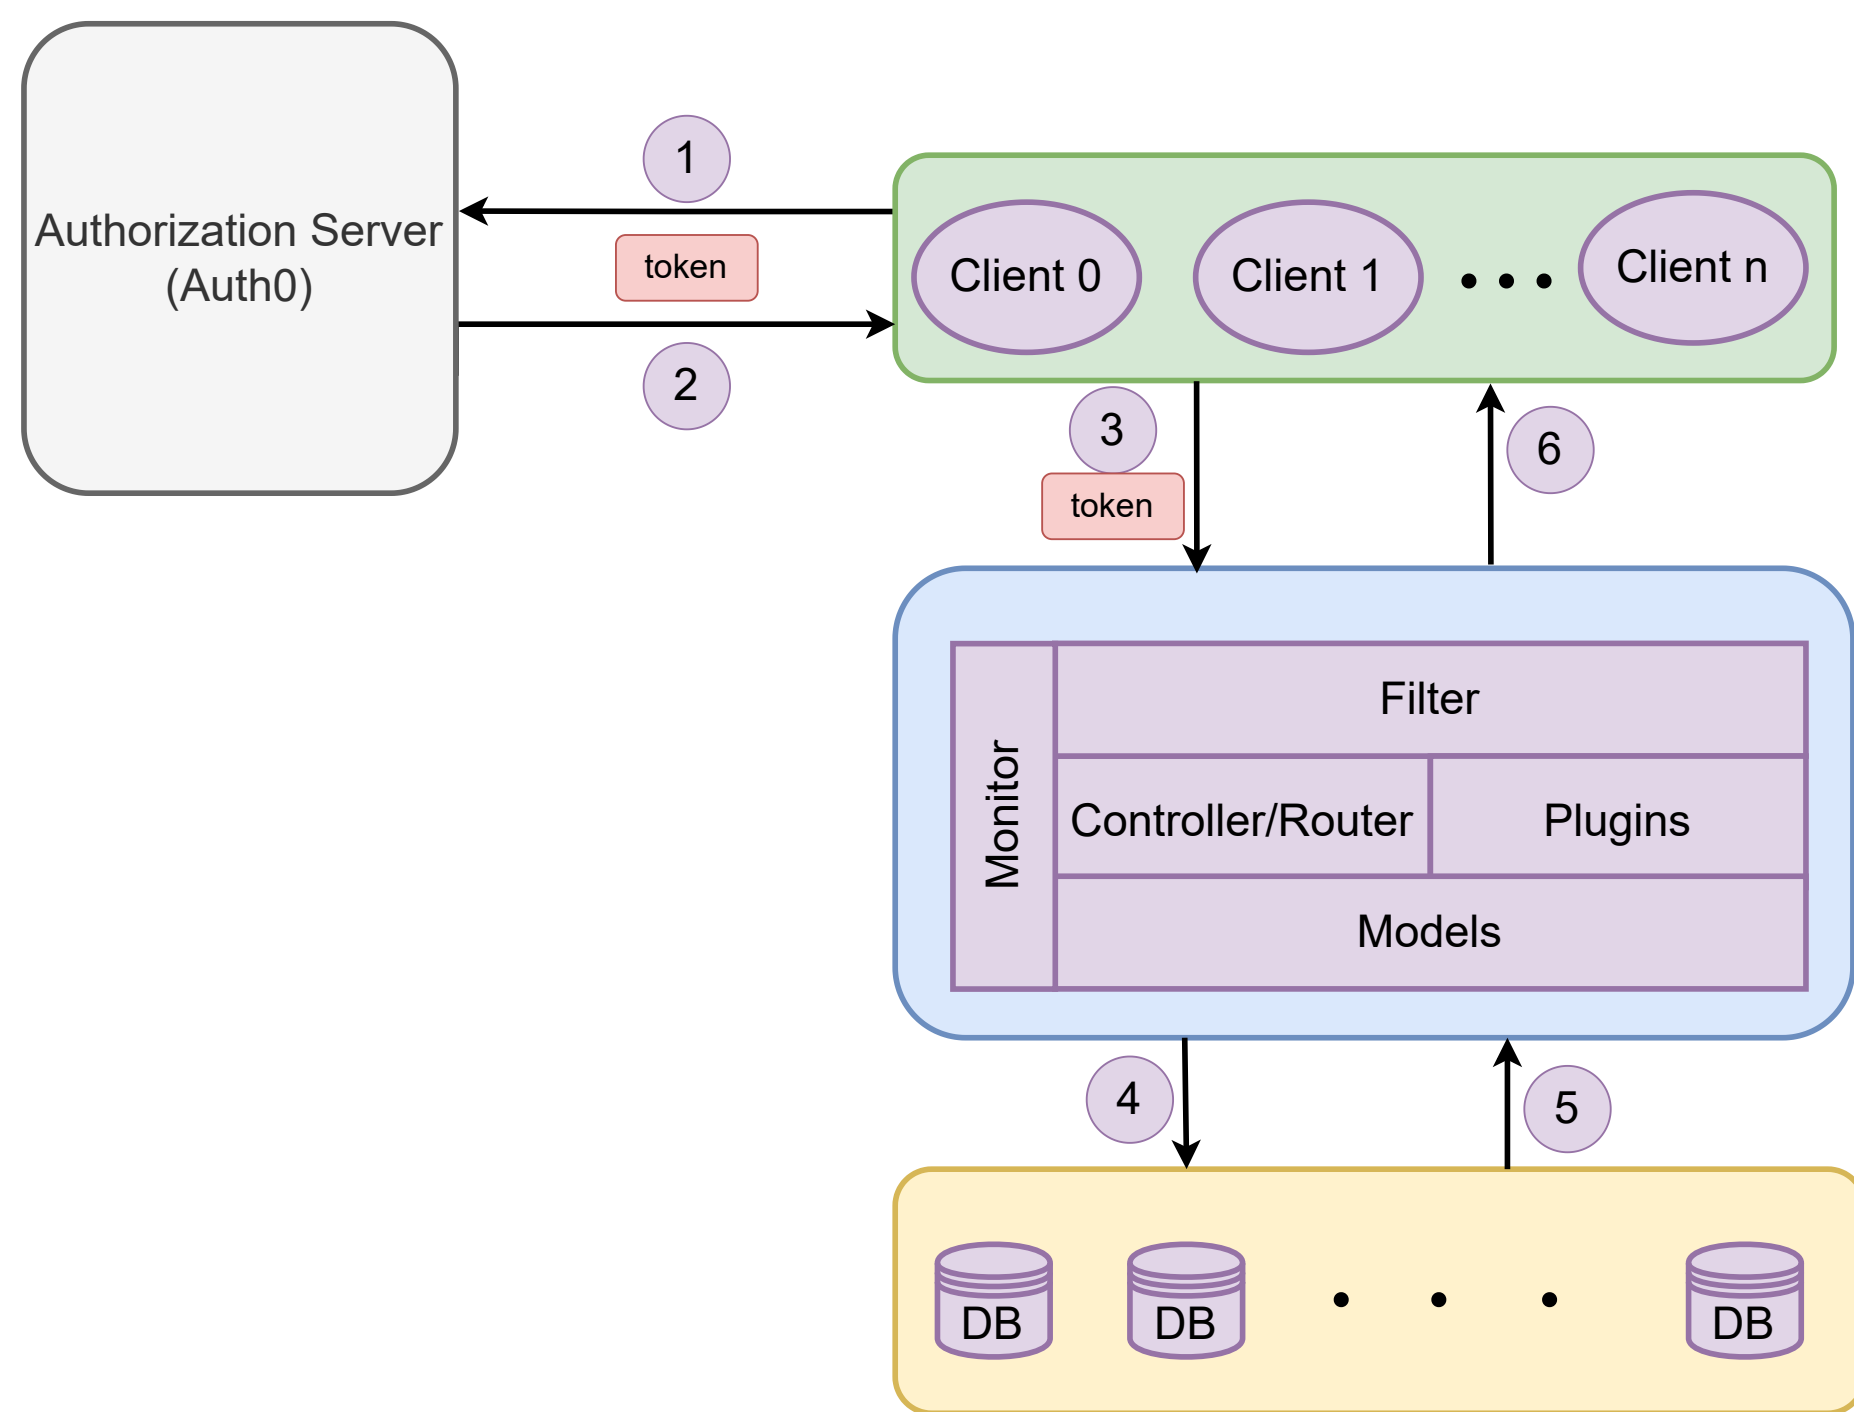 1
Authorization Server
(Auth0)
token
2
Client 0
Client 1
Client n
3
token
6
Monitor
Filter
Controller/Router
Plugins
Models
4
5
DB
DB
DB